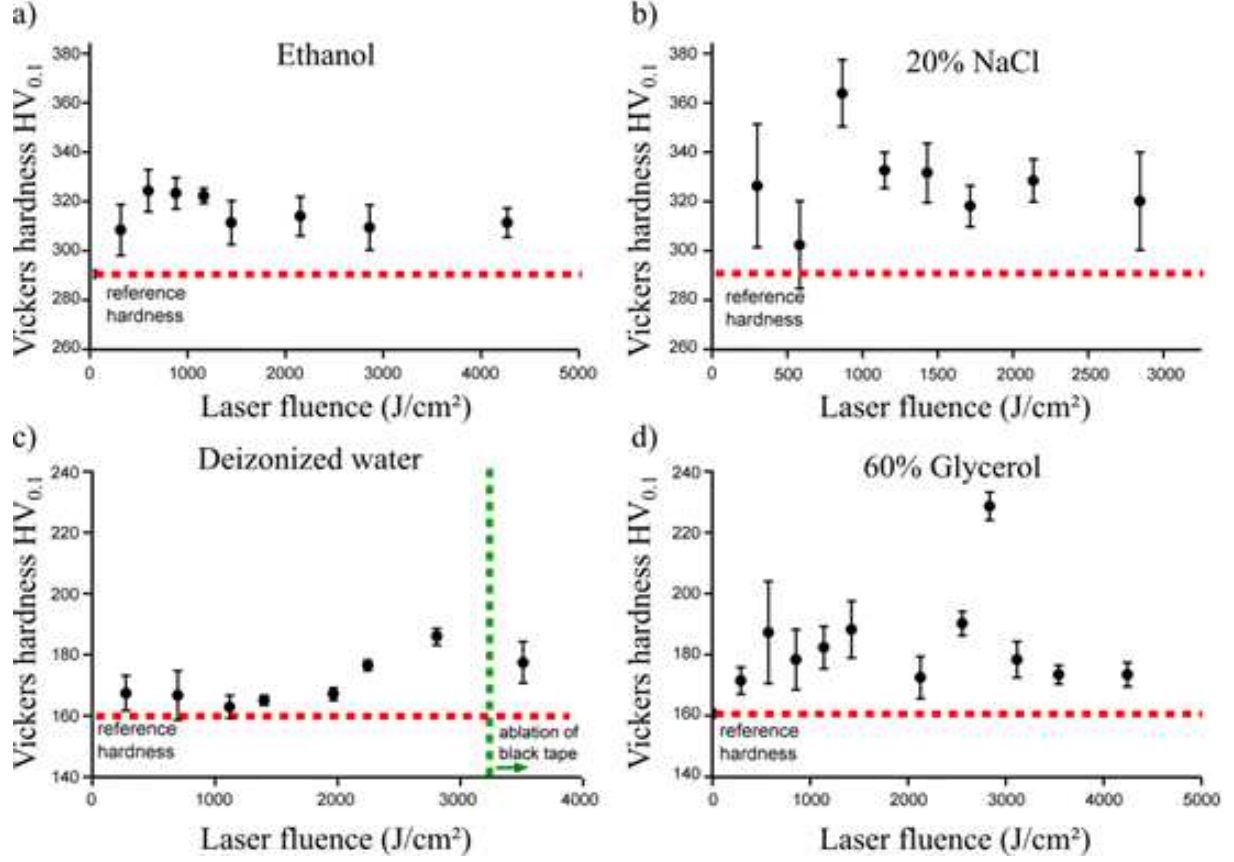 a)
Ethanol
Vickers hardness HV0.1
380
360
340
320
300
280
260
reference
hardness
0
1000
2000
3000
4000
5000
Laser fluence (J/cm²)
b)
20% NaCl
Vickers hardness HV0.1
380
360
340
320
300
280
260
reference
hardness
0
500
1000
1500
2000
2500
3000
Laser fluence (J/cm²)
c)
Deizonized water
Vickers hardness HV0.1
240
220
200
180
160
140
reference
hardness
ablation of
black tape
0
1000
2000
3000
4000
Laser fluence (J/cm²)
d)
60% Glycerol
Vickers hardness HV0.1
240
220
200
180
160
140
reference
hardness
0
1000
2000
3000
4000
5000
Laser fluence (J/cm²)